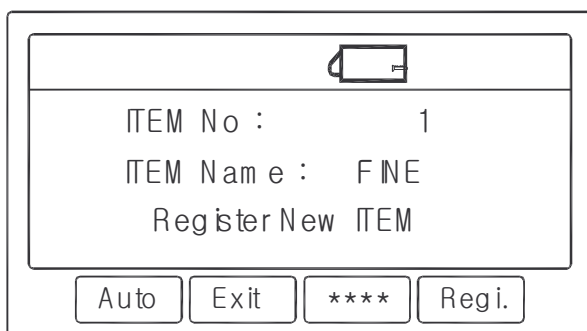 ITEM No : 1
ITEM Name : FINE
Register New ITEM
Auto Exit **** Regi.